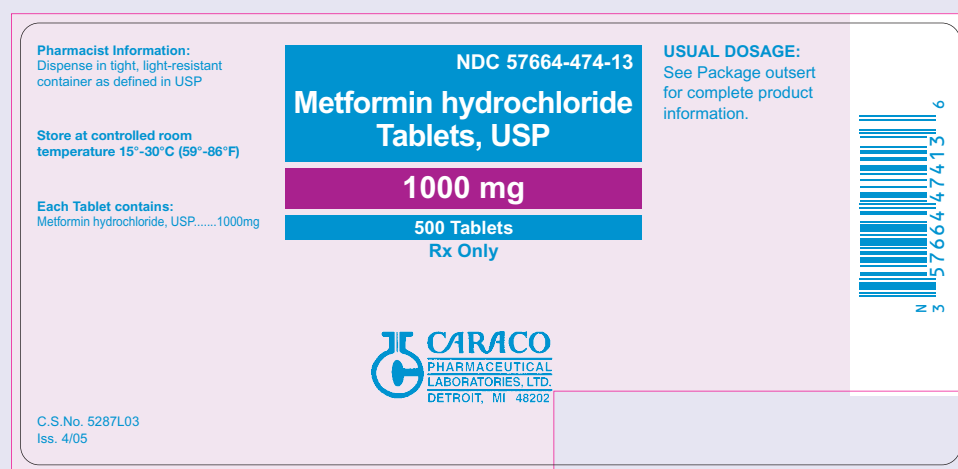 Pharmacist Information:
Dispense in tight, light-resistant
container as defined in USP
Store at controlled room
temperature 15°-30°C (59°-86°F)
Each Tablet contains:
Metformin hydrochloride, USP.......1000mg
NDC 57664-474-13
Metformin hydrochloride
Tablets, USP
1000 mg
500 Tablets
Rx Only
CARACO
PHARMACEUTICAL
LABORATORIES, LTD.
DETROIT, MI 48202
USUAL DOSAGE:
See Package outsert
for complete product
information.
N
3 57664 47413 6
C.S.No. 5287L03
Iss. 4/05